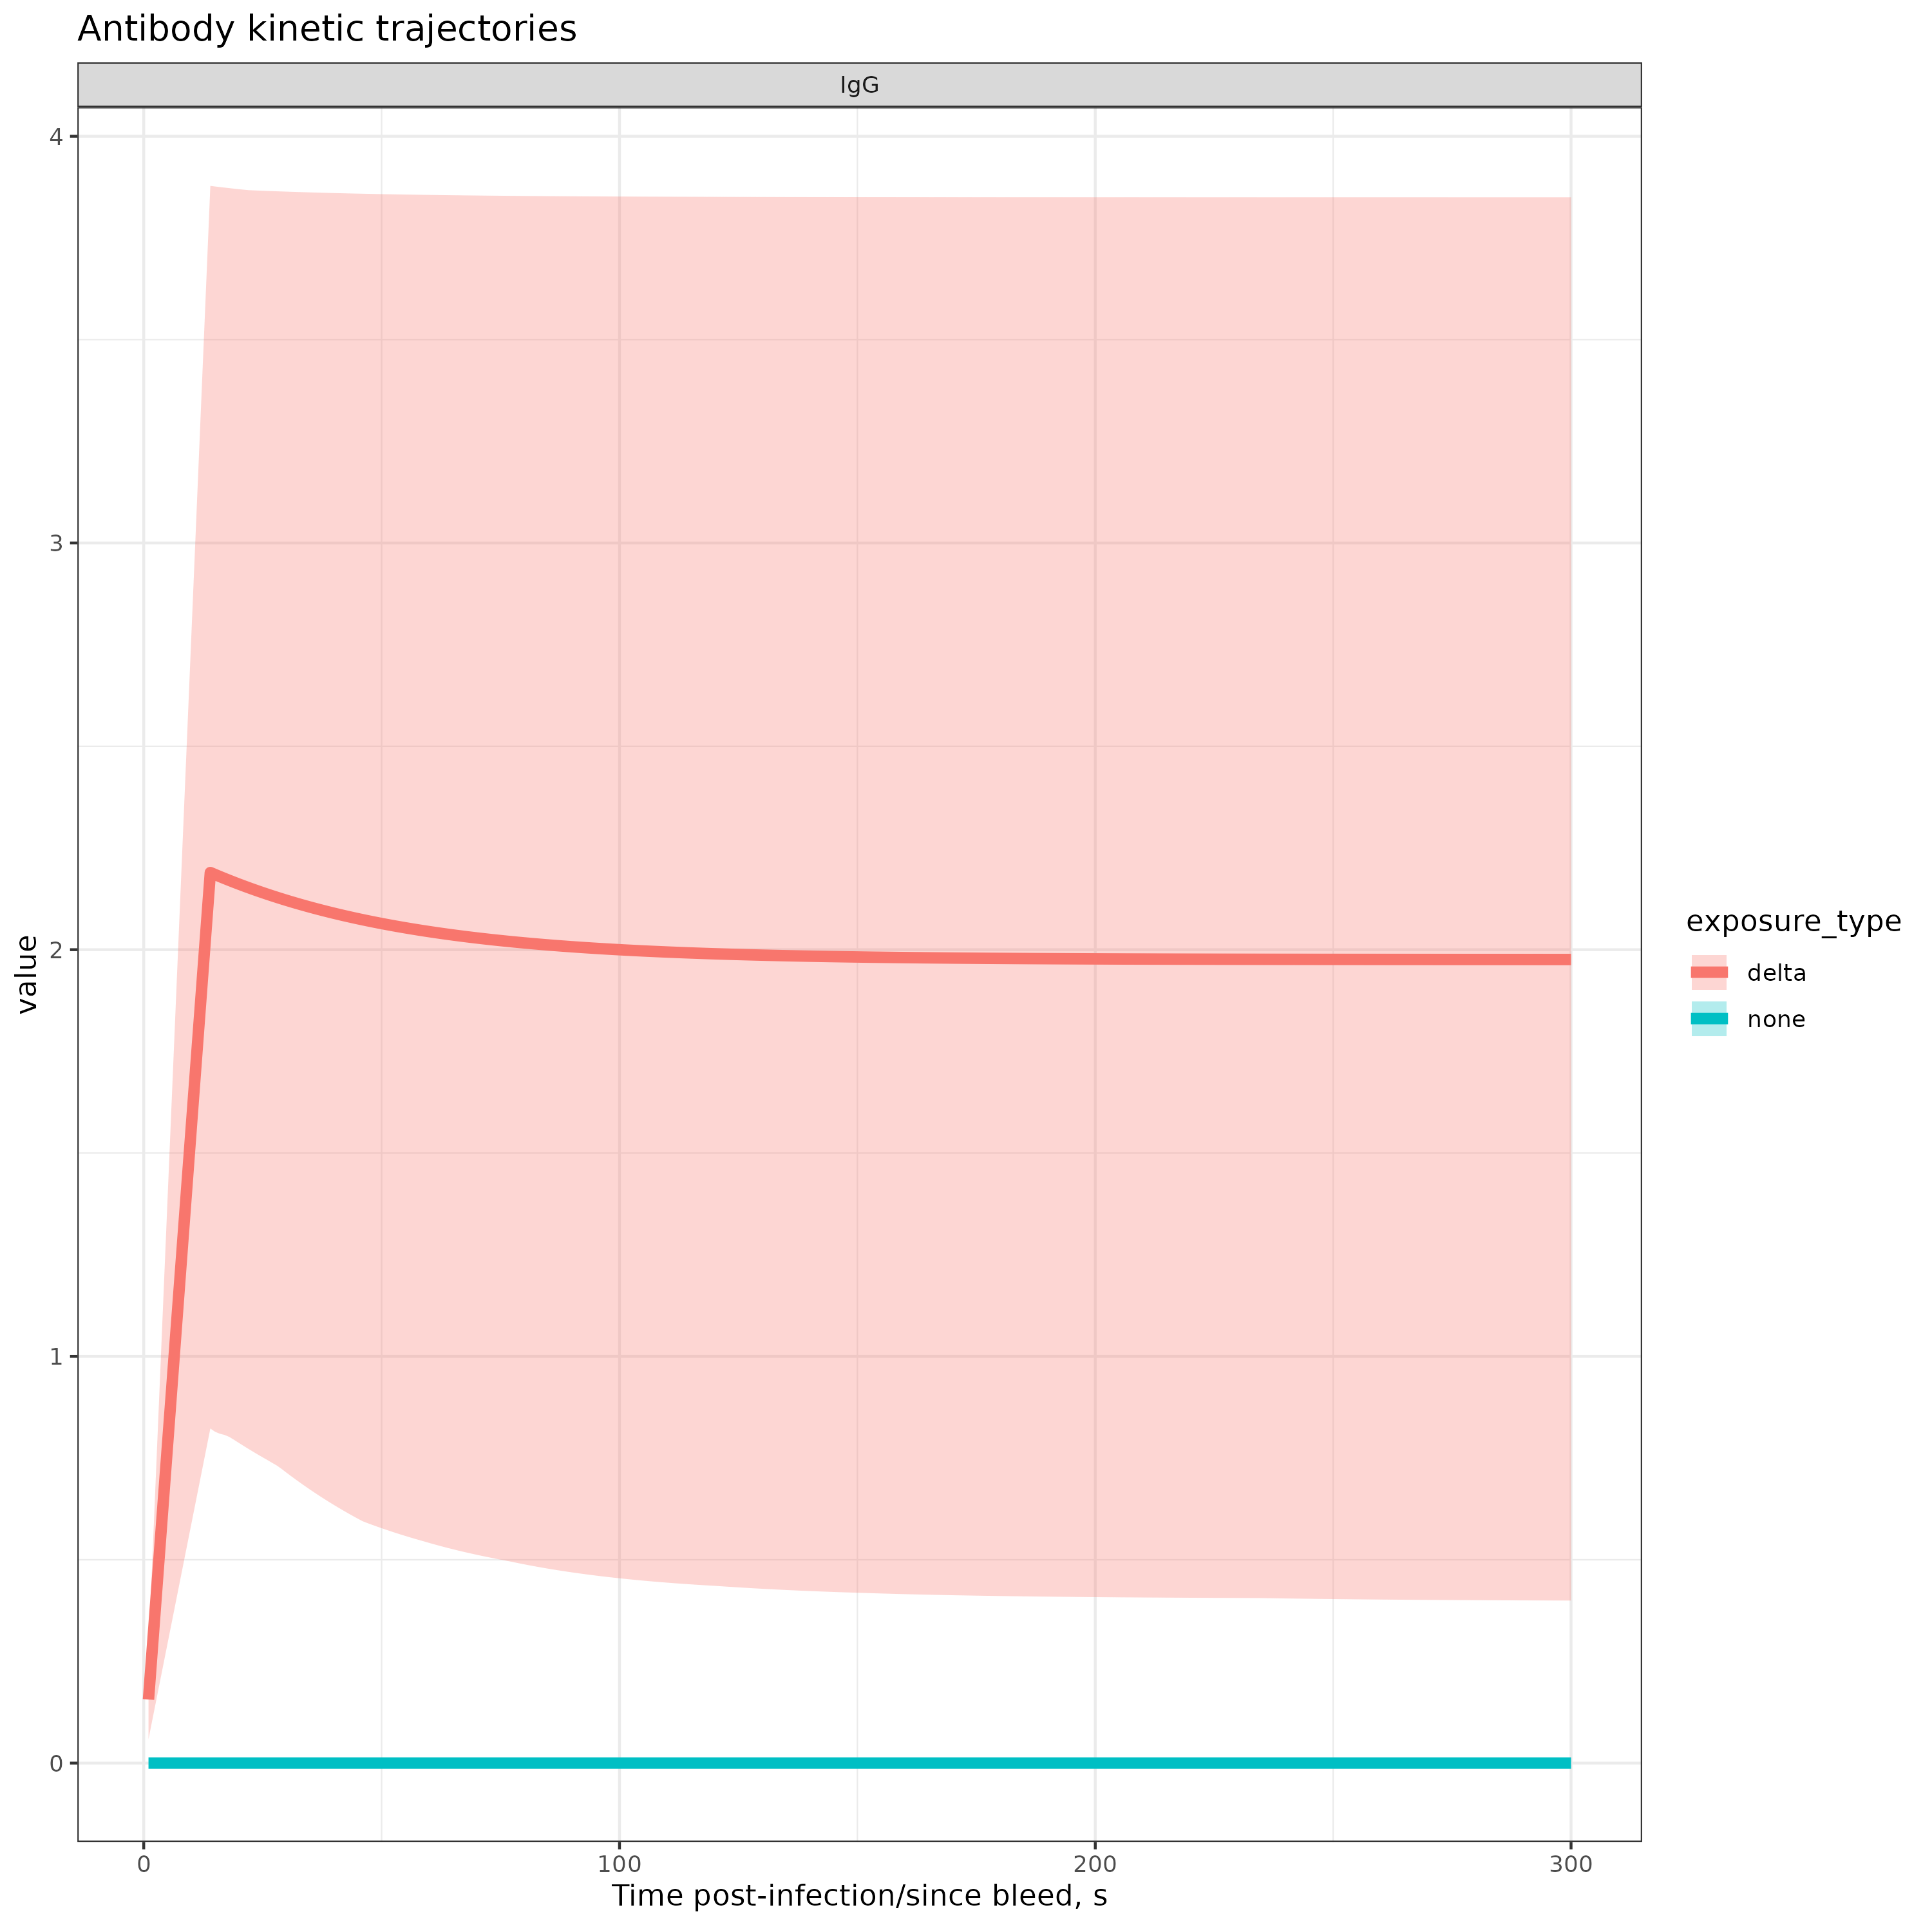 Antibody kinetic trajectories
IgG
4
3
2
1
0
value
0 100 200 300
Time post-infection/since bleed, s
exposure_type
delta
none